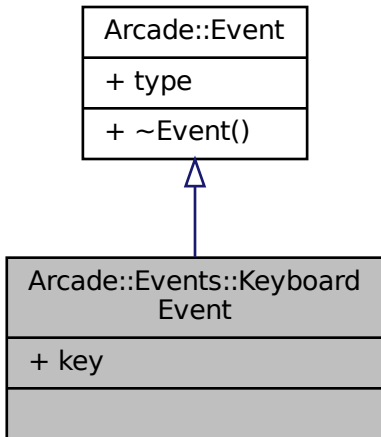 Arcade::Event
+ type
+ ~Event()
Arcade::Events::Keyboard
Event
+ key